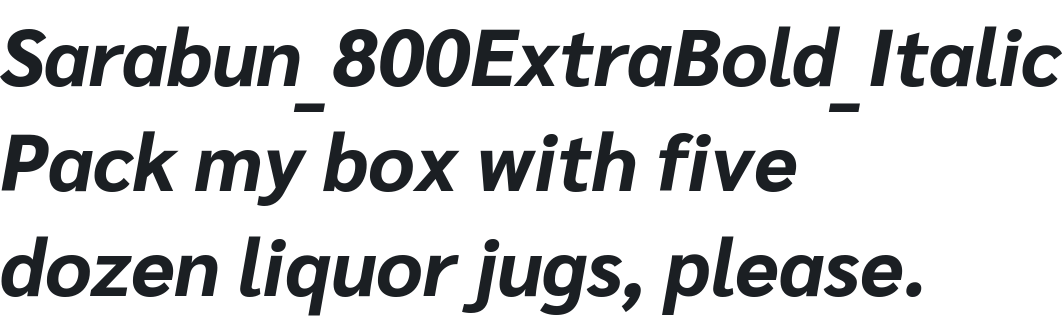 Sarabun_800ExtraBold_Italic
Pack my box with five
dozen liquor jugs, please.